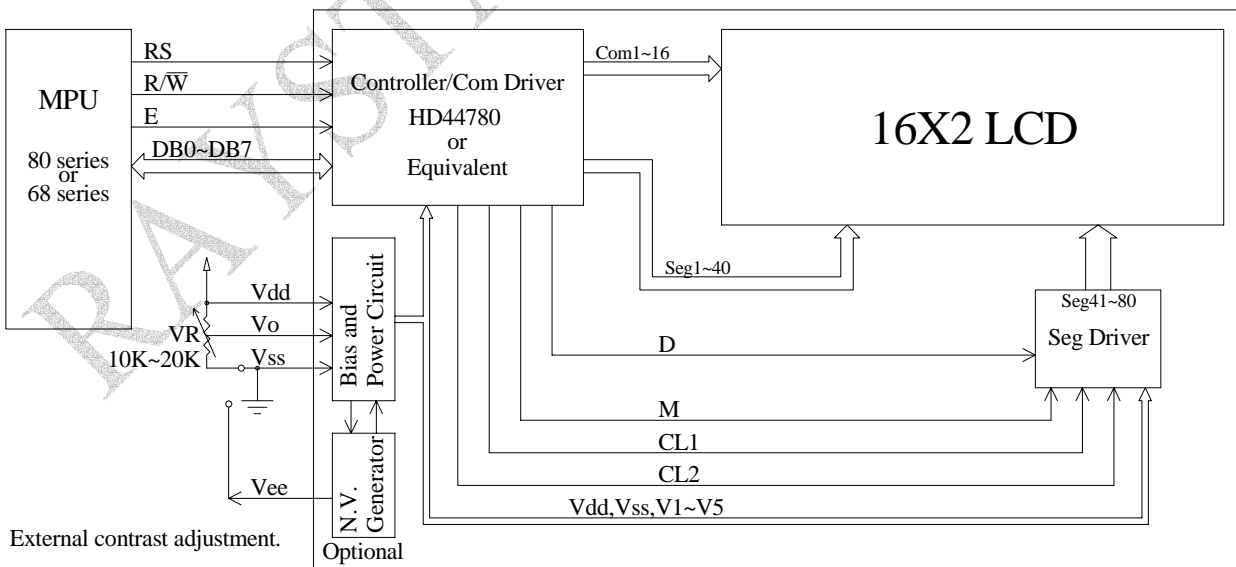 MPU
80 series
or
68 series
RS
R/W̅
E
DB0~DB7
Controller/Com Driver
HD44780
or
Equivalent
Com1~16
16X2 LCD
Seg1~40
Seg41~80
Seg Driver
Vdd
Vo
Vss
VR
10K~20K
Bias and
Power Circuit
D
M
CL1
CL2
Vdd,Vss,V1~V5
N.V.
Generator
Vee
Optional
External contrast adjustment.
RAYSTA